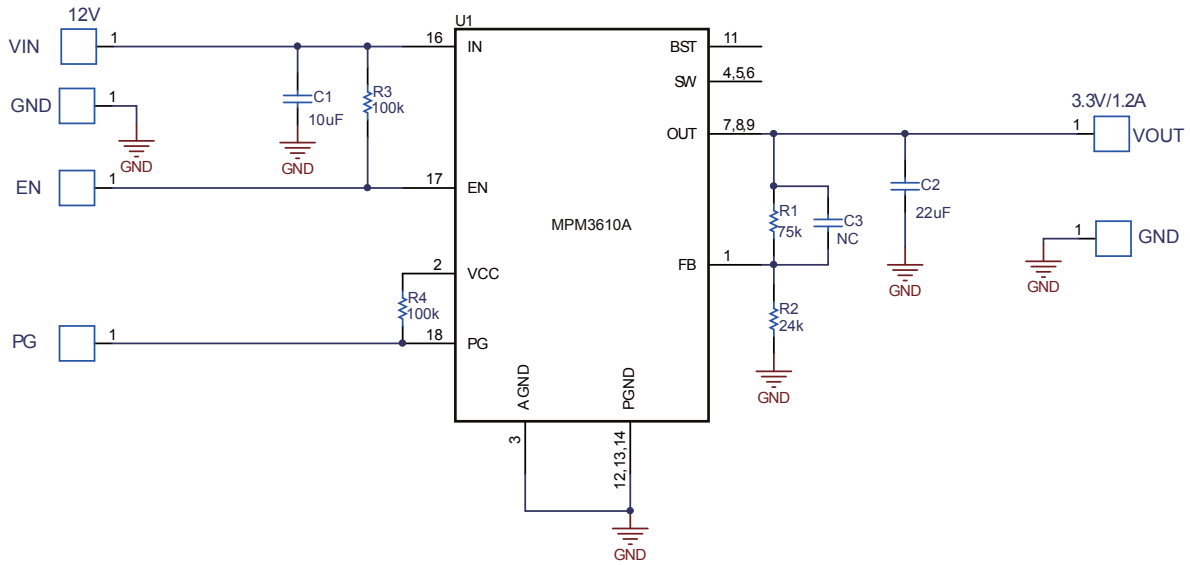 12V
U1
VIN
1
16
IN
BST
11
SW
4,5,6
GND
1
GND
C1
10uF
GND
R3
100k
OUT
7,8,9
3.3V/1.2A
1
VOUT
EN
1
17
EN
C2
22uF
GND
MPM3610A
R1
75k
C3
NC
1
GND
GND
2
VCC
FB
1
R4
100k
R2
24k
GND
PG
1
18
PG
AGND
PGND
3
12,13,14
GND